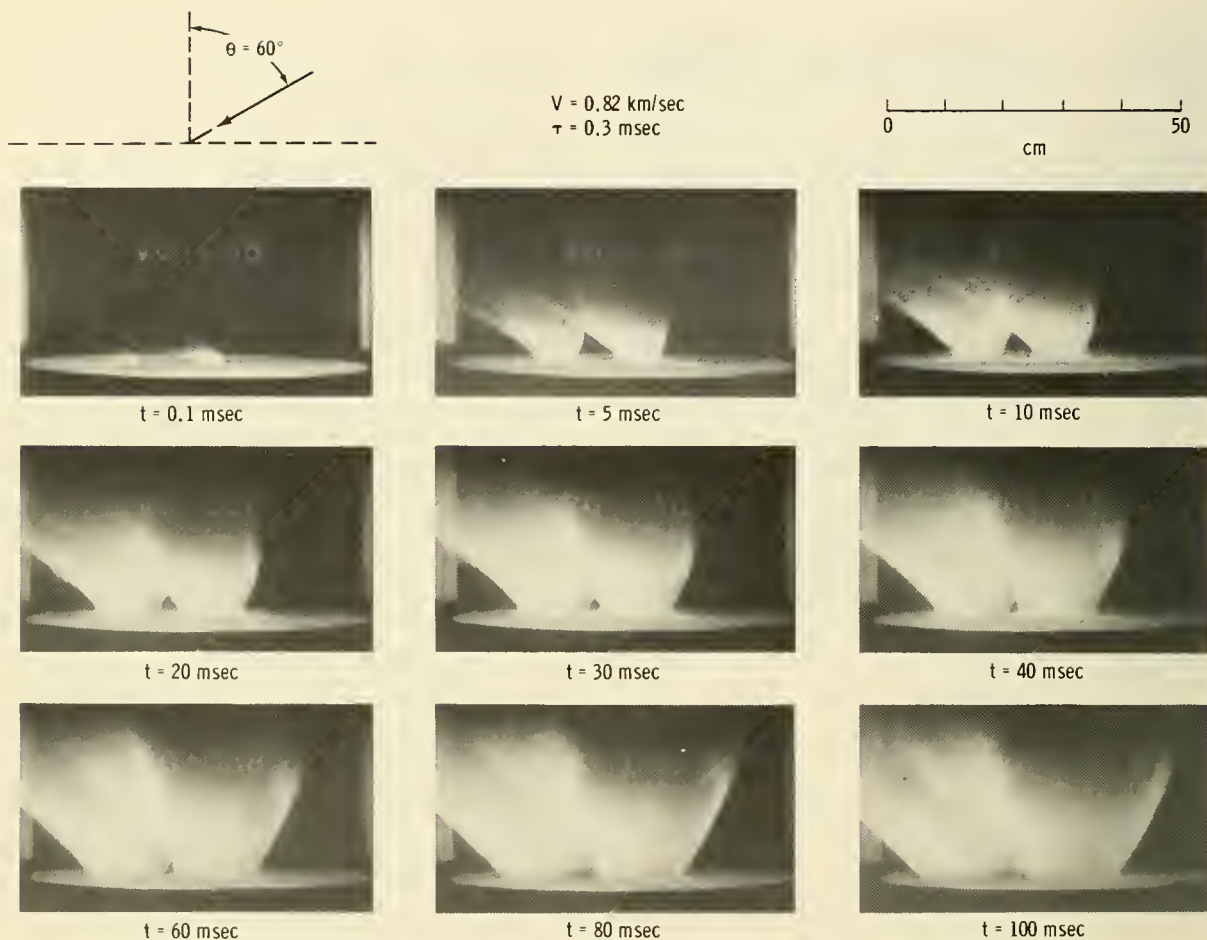 θ = 60°
V = 0.82 km/sec
τ = 0.3 msec
0 50
cm
t = 0.1 msec
t = 5 msec
t = 10 msec
t = 20 msec
t = 30 msec
t = 40 msec
t = 60 msec
t = 80 msec
t = 100 msec